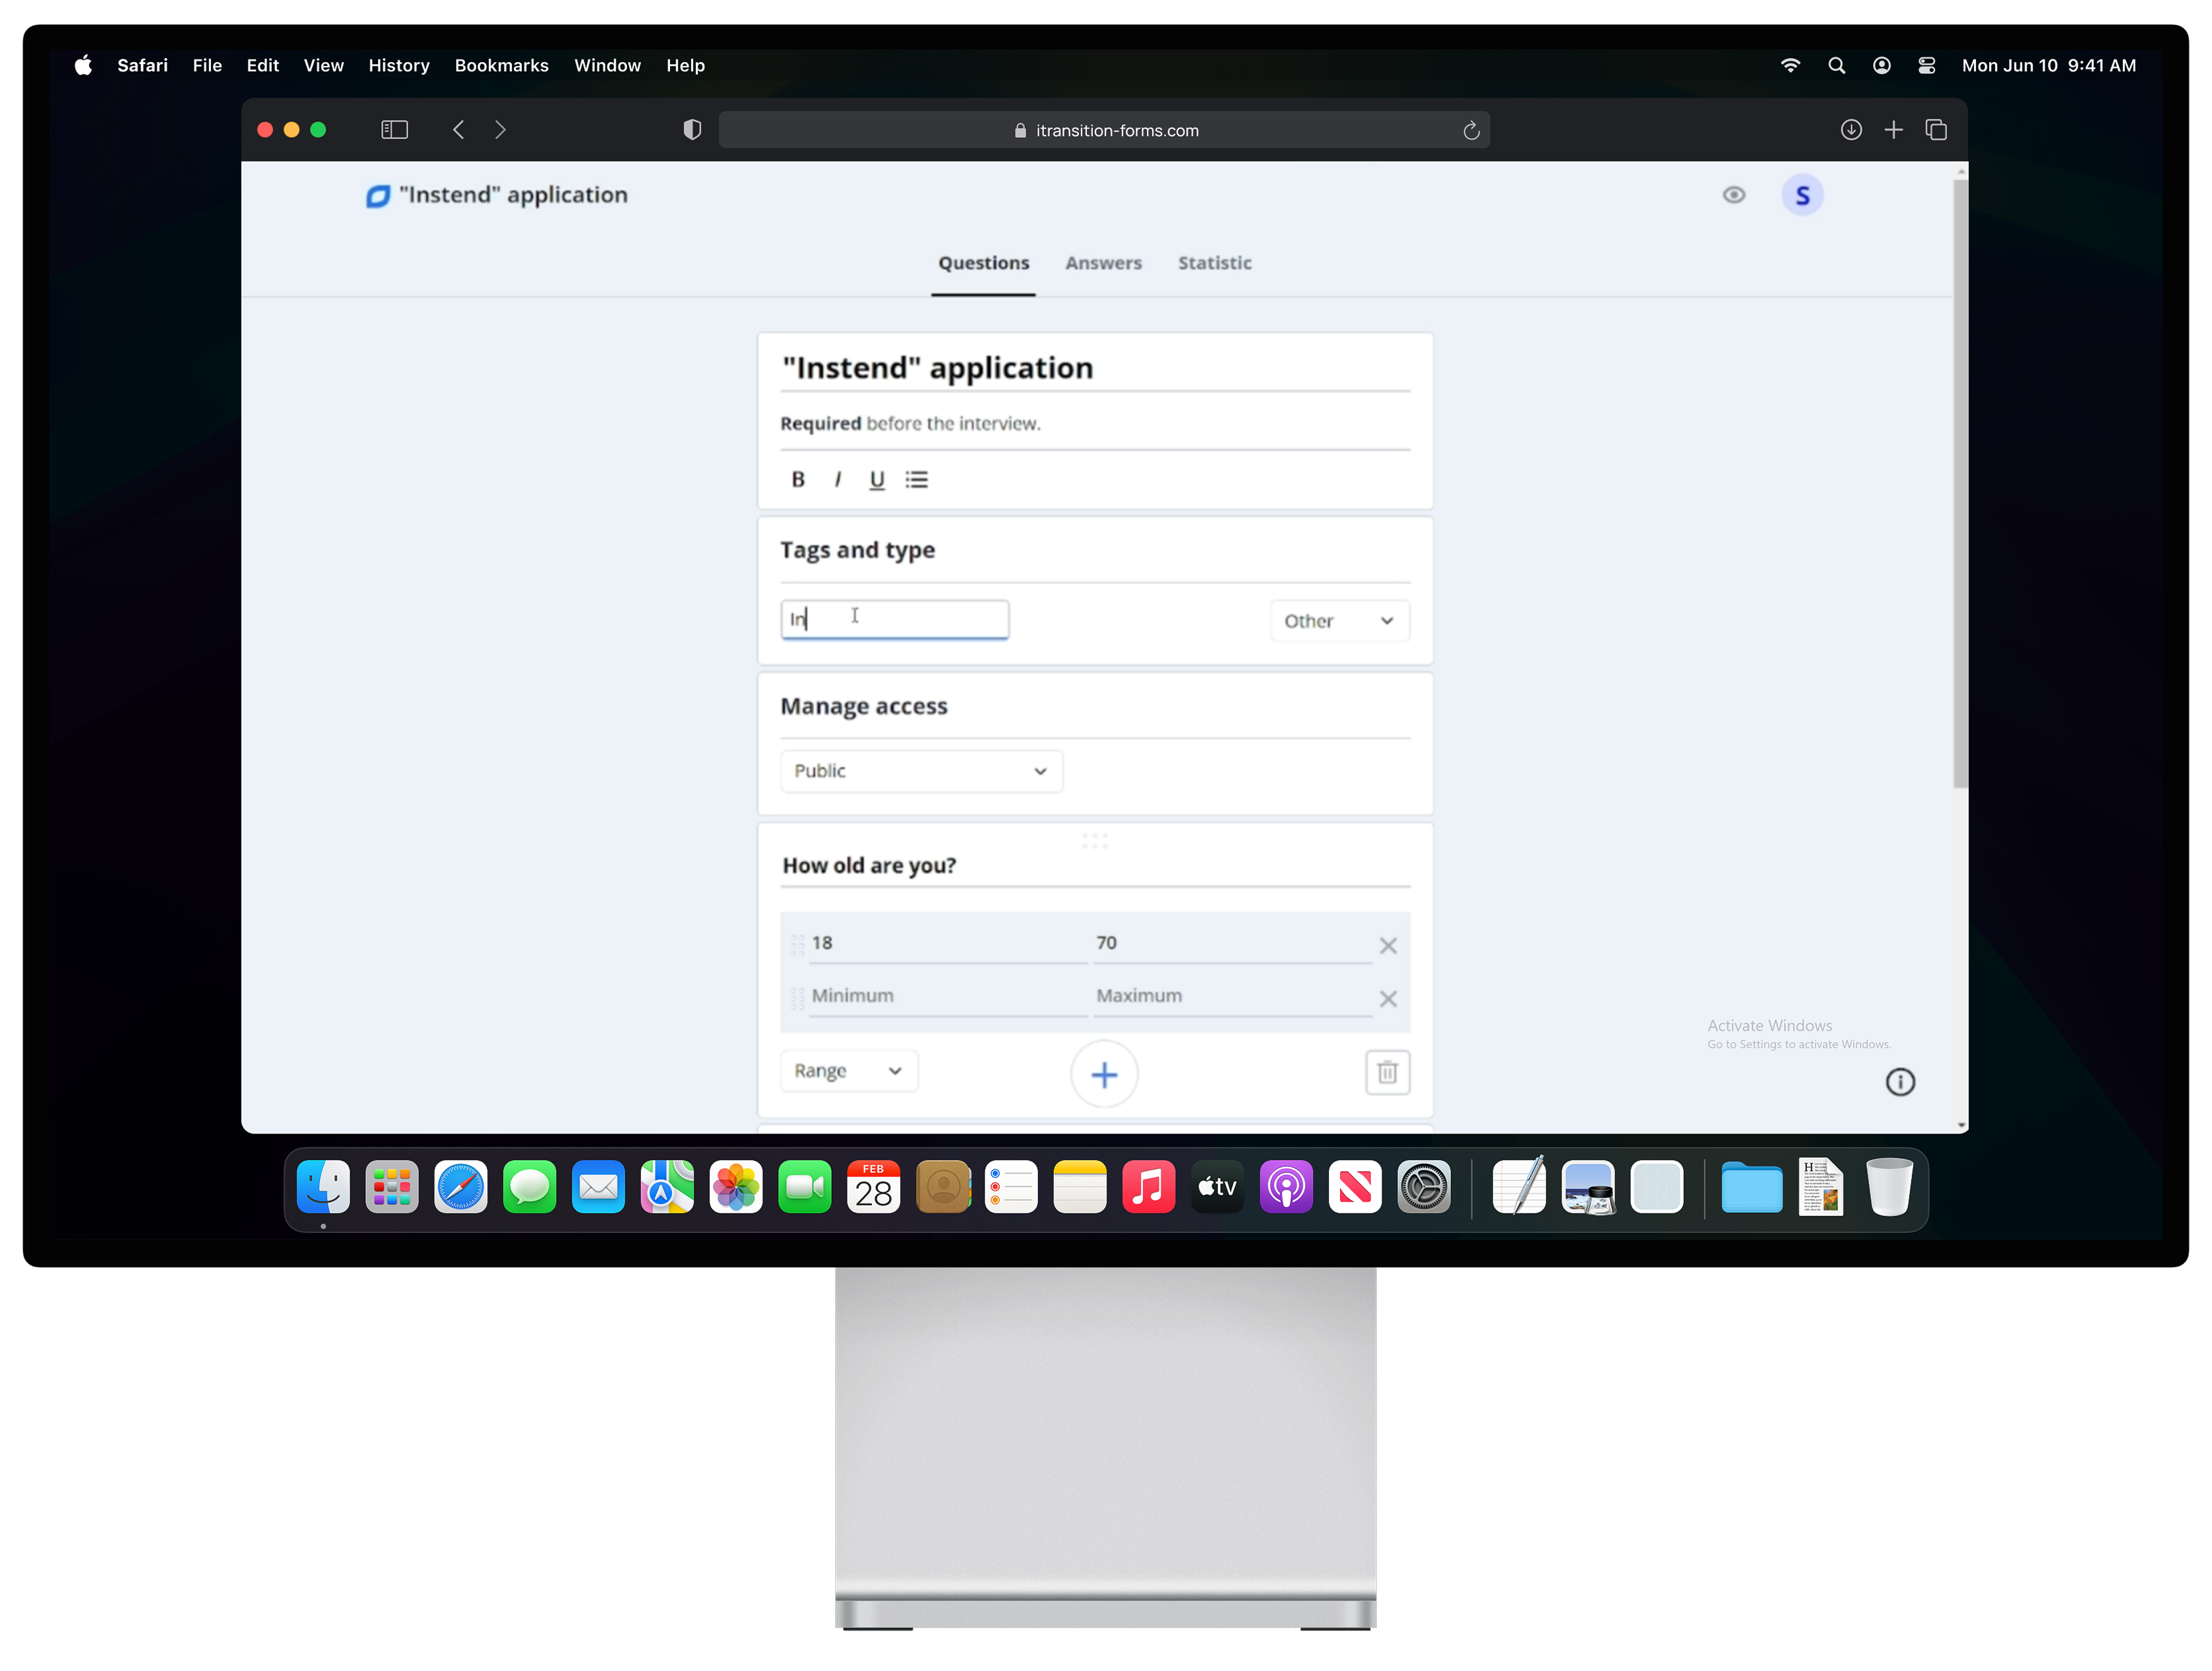 Safari File Edit View History Bookmarks Window Help Mon Jun 10 9:41 AM
itransition-forms.com
"Instend" application S
Questions Answers Statistic
"Instend" application
Required before the interview.
B I U
Tags and type
In Other
Manage access
Public
How old are you?
18 70
Minimum Maximum
Activate Windows
Go to Settings to activate Windows.
Range
FEB
28
tv